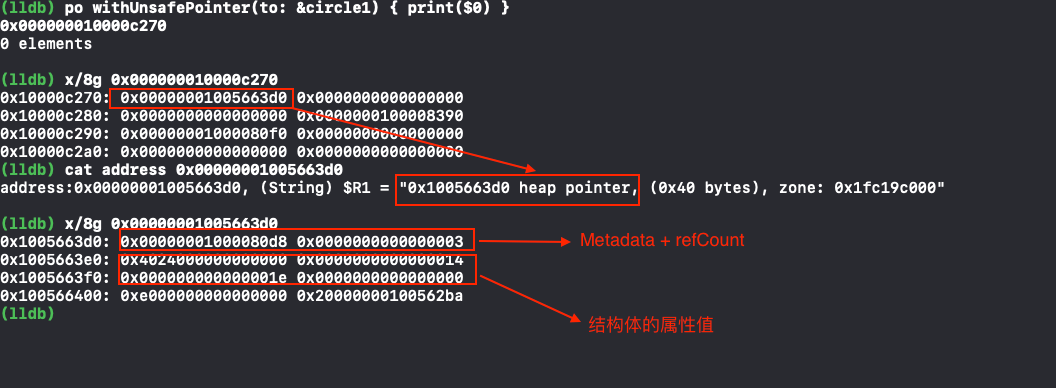 (lldb) po withUnsafePointer(to: &circle1) { print($0) }
0x000000010000c270
0 elements
(lldb) x/8g 0x000000010000c270
0x10000c270: 0x00000001005663d0 0x0000000000000000
0x10000c280: 0x0000000000000000 0x0000000100008390
0x10000c290: 0x00000001000080f0 0x0000000000000000
0x10000c2a0: 0x0000000000000000 0x0000000000000000
(lldb) cat address 0x00000001005663d0
address:0x00000001005663d0, (String) $R1 = "0x1005663d0 heap pointer, (0x40 bytes), zone: 0x1fc19c000"
(lldb) x/8g 0x00000001005663d0
0x1005663d0: 0x00000001000080d8 0x0000000000000003 Metadata + refCount
0x1005663e0: 0x4024000000000000 0x0000000000000014
0x1005663f0: 0x000000000000001e 0x0000000000000000
0x100566400: 0xe000000000000000 0x20000000100562ba
(lldb)
结构体的属性值